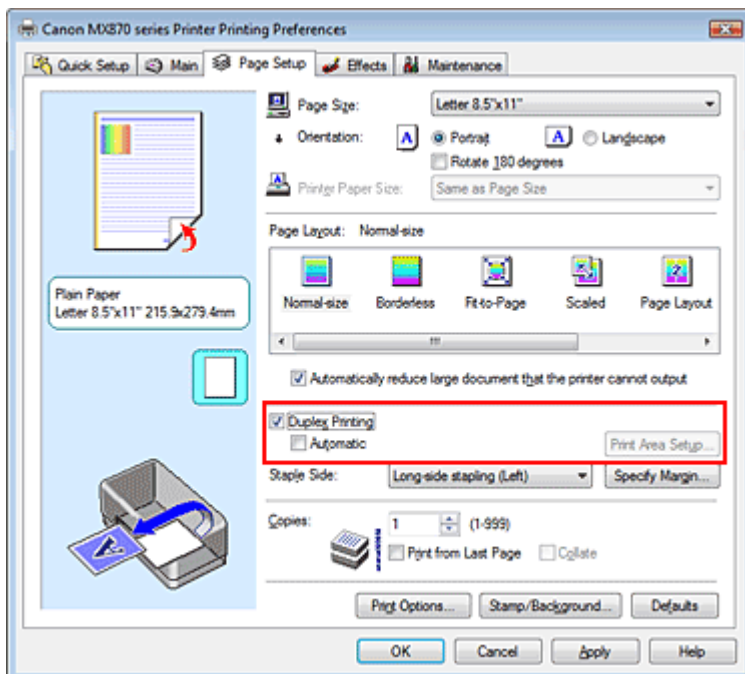 Canon MX870 series Printer Printing Preferences
Quick Setup Main Page Setup Effects Maintenance
Page Size: Letter 8.5"x11"
Orientation: A Portrait A Landscape
Rotate 180 degrees
Printer Paper Size: Same as Page Size
Page Layout: Normal-size
Normal-size Borderless Fit-to-Page Scaled Page Layout
Plain Paper
Letter 8.5"x11" 215.9x279.4mm
Automatically reduce large document that the printer cannot output
Duplex Printing
Automatic Print Area Setup...
Staple Side: Long-side stapling (Left) Specify Margin...
Copies: 1 (1-999)
Print from Last Page Collate
Print Options... Stamp/Background... Defaults
OK Cancel Apply Help